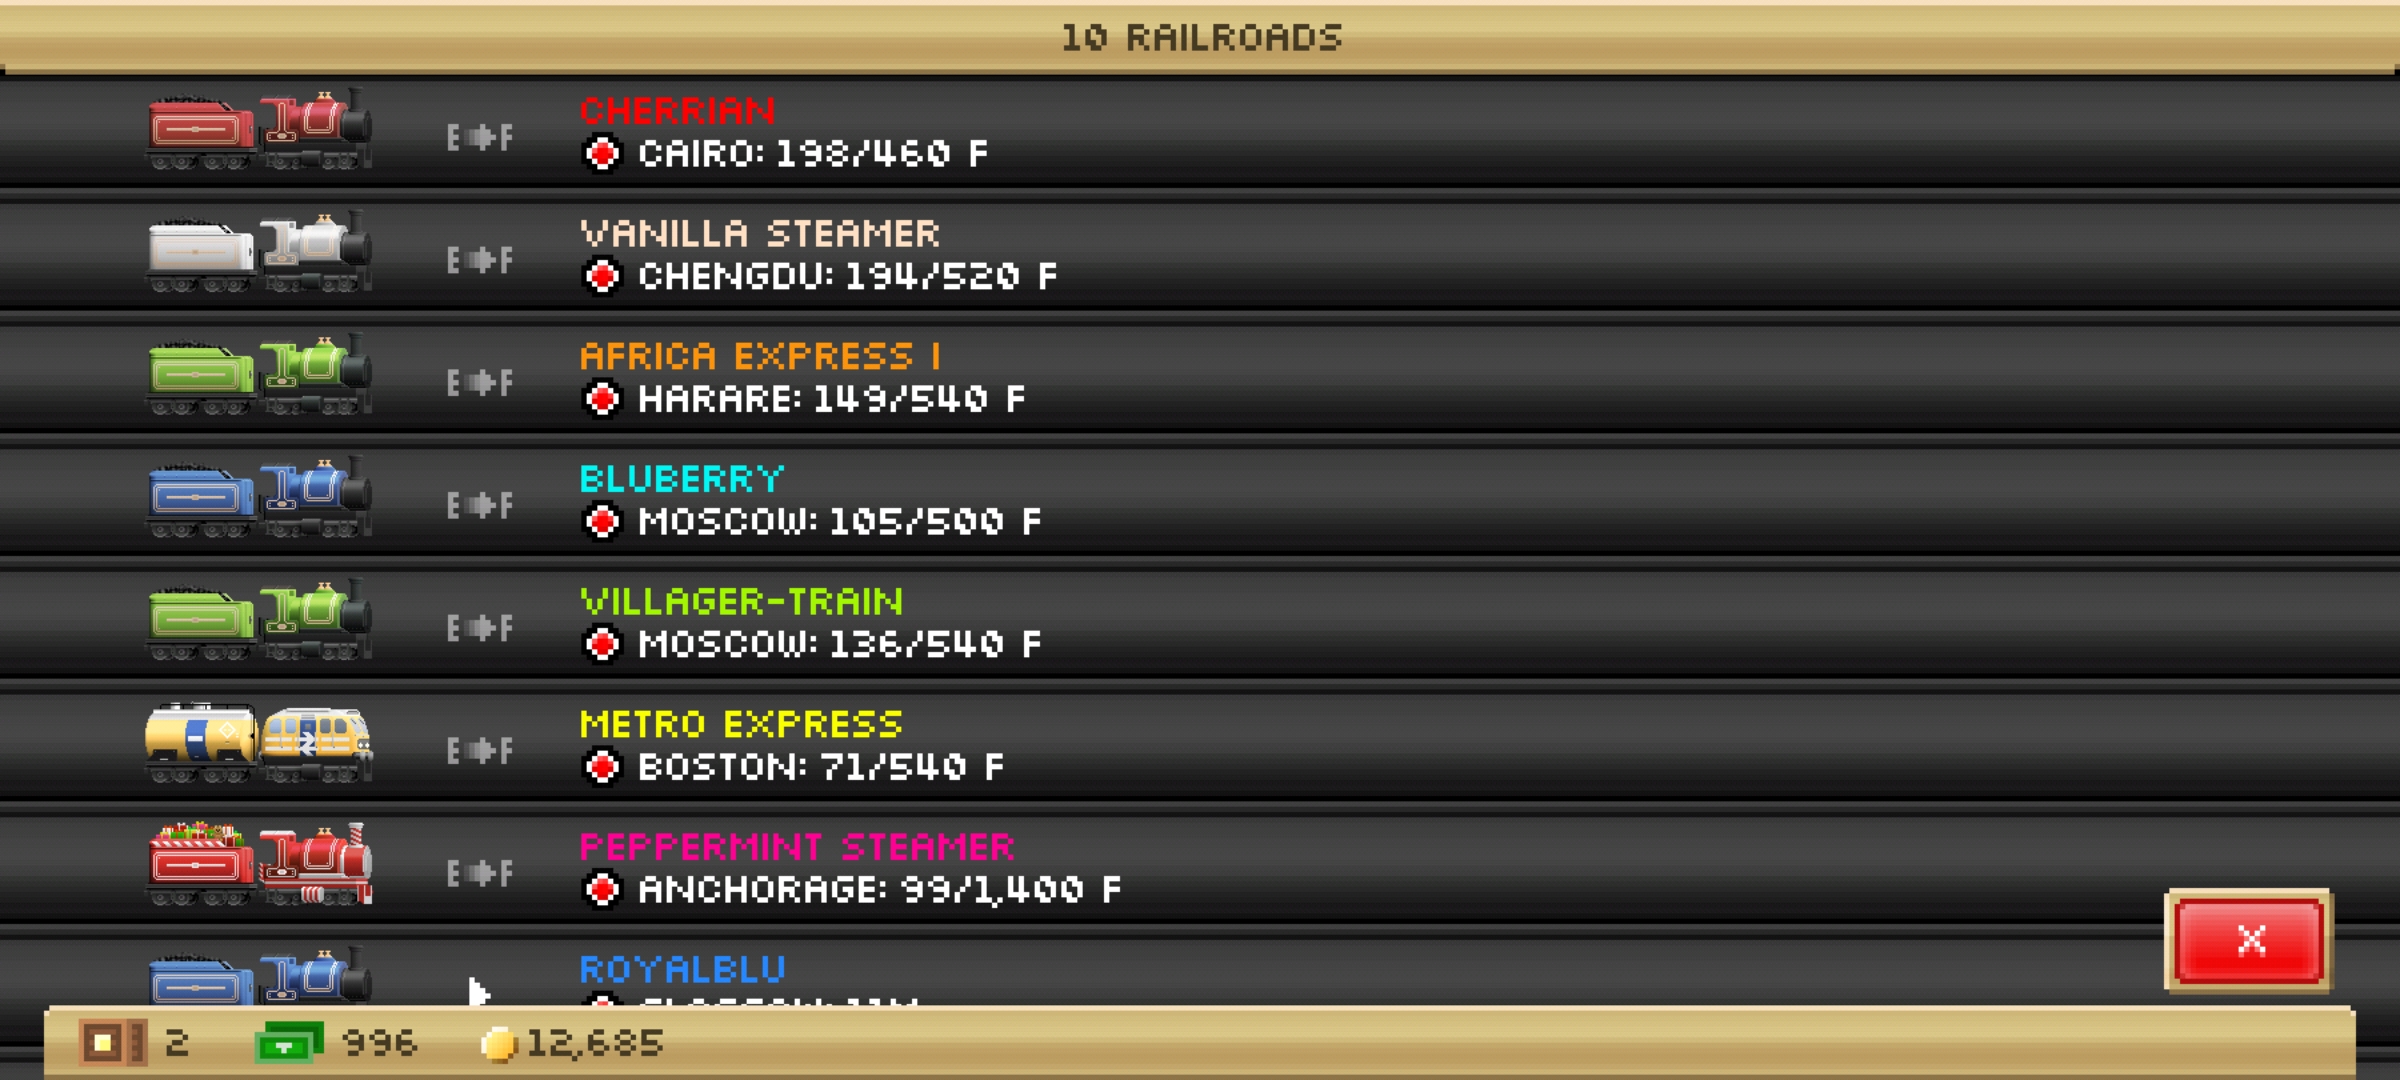 10 RAILROADS
E F
CHERRIAN
CAIRO: 198/460 F
E F
VANILLA STEAMER
CHENGDU: 194/520 F
E F
AFRICA EXPRESS I
HARARE: 149/540 F
E F
BLUBERRY
MOSCOW: 105/500 F
E F
VILLAGER-TRAIN
MOSCOW: 136/540 F
E F
METRO EXPRESS
BOSTON: 71/540 F
E F
PEPPERMINT STEAMER
ANCHORAGE: 99/1,400 F
X
ROYALBLU
2 996 12,685